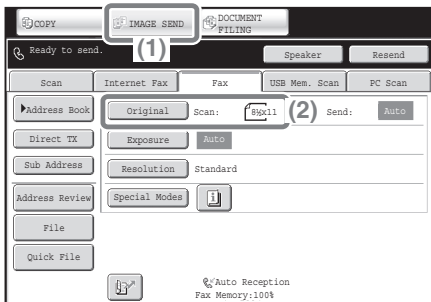 COPY
IMAGE SEND
DOCUMENT
FILING
Ready to send.
(1)
Speaker
Resend
Scan
Internet Fax
Fax
USB Mem. Scan
PC Scan
Address Book
Original
Scan:
8½x11
(2)
Send:
Auto
Direct TX
Exposure
Auto
Sub Address
Resolution
Standard
Address Review
Special Modes
File
Quick File
Auto Reception
Fax Memory:100%